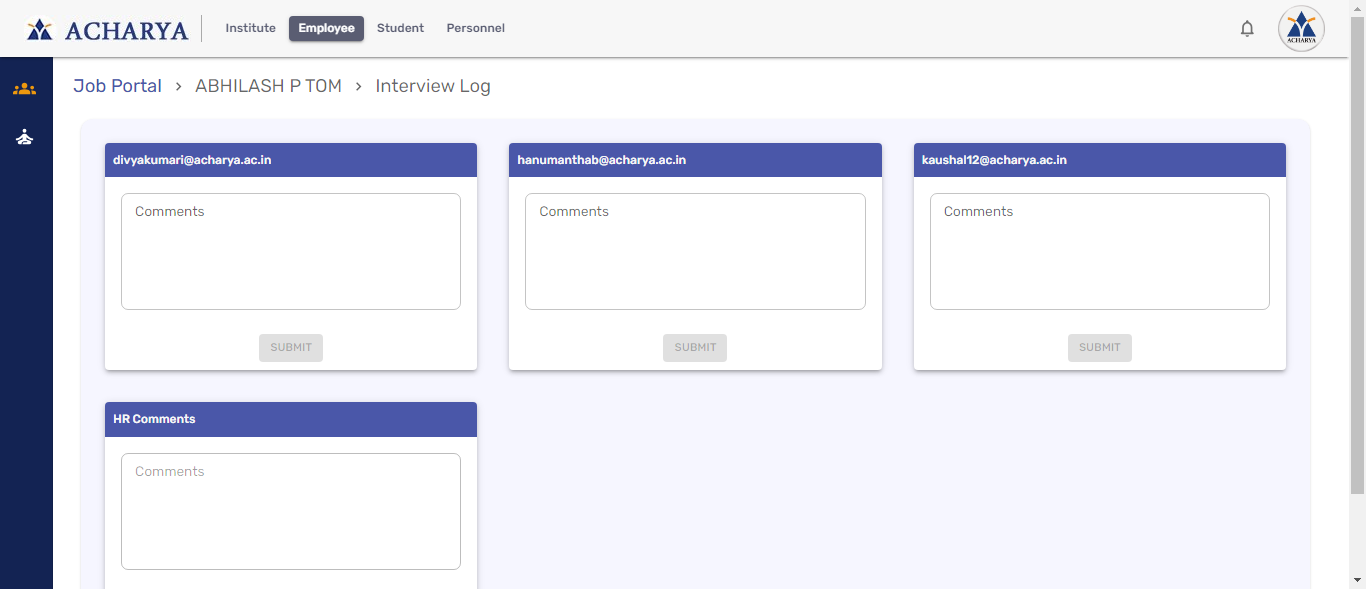 ACHARYA Institute Employee Student Personnel ACHARYA
Job Portal > ABHILASH P TOM > Interview Log
divyakumari@acharya.ac.in hanumanthab@acharya.ac.in kaushal12@acharya.ac.in
Comments Comments Comments
SUBMIT SUBMIT SUBMIT
HR Comments
Comments